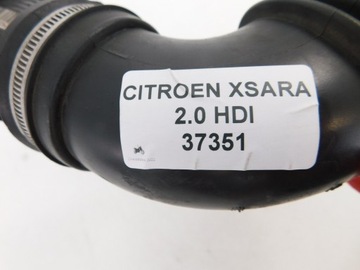 CITROEN XSARA
2.0 HDI
37351